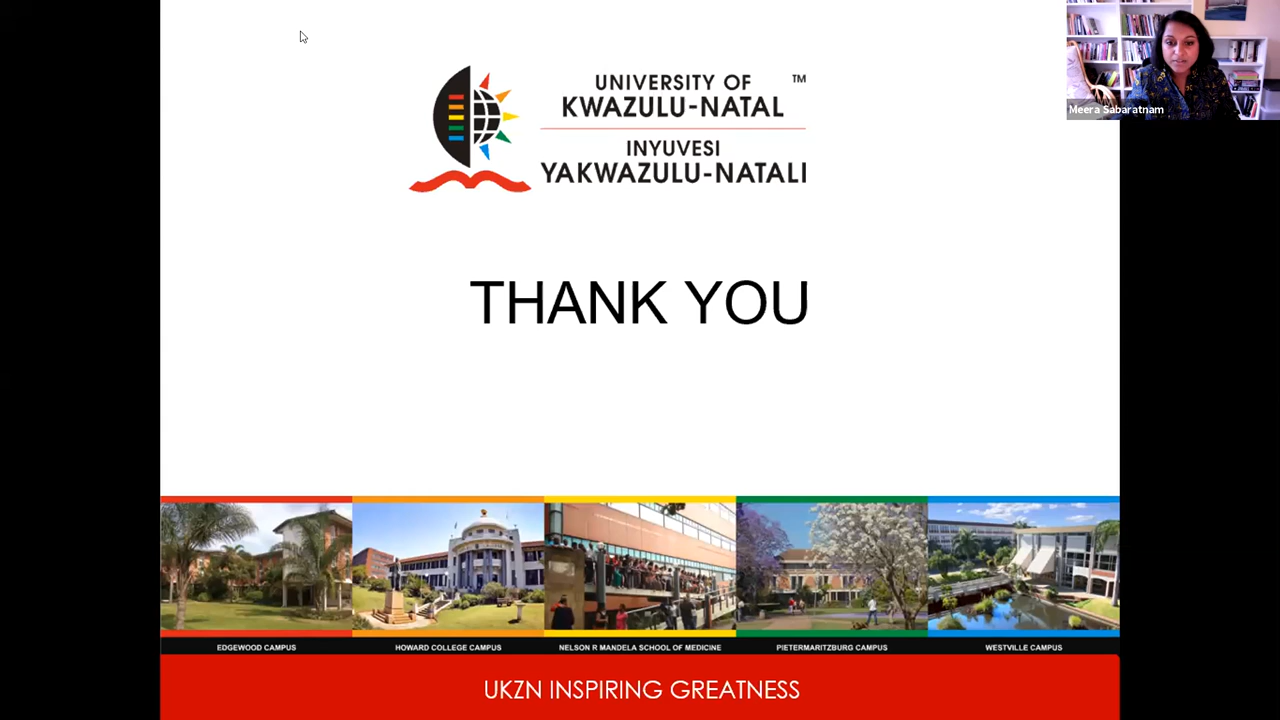 UNIVERSITY OF ™
KWAZULU-NATAL
INYUVESI
YAKWAZULU-NATALI
Meera Sabaratnam
THANK YOU
EDGEWOOD CAMPUS
HOWARD COLLEGE CAMPUS
NELSON R MANDELA SCHOOL OF MEDICINE
PIETERMARITZBURG CAMPUS
WESTVILLE CAMPUS
UKZN INSPIRING GREATNESS